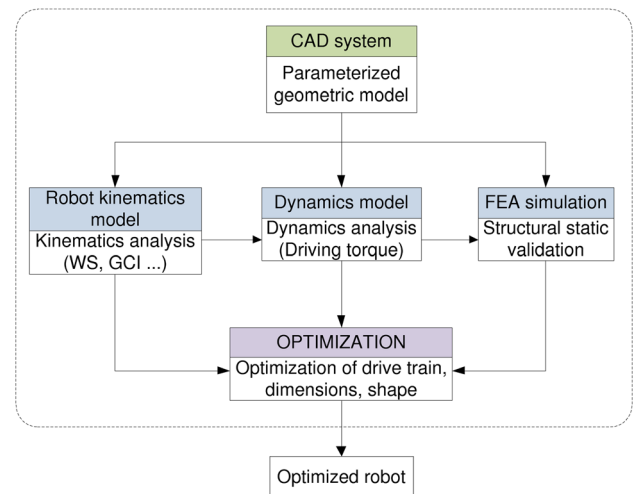 CAD system
Parameterized
geometric model
Robot kinematics
model
Kinematics analysis
(WS, GCI ...)
Dynamics model
Dynamics analysis
(Driving torque)
FEA simulation
Structural static
validation
OPTIMIZATION
Optimization of drive train,
dimensions, shape
Optimized robot